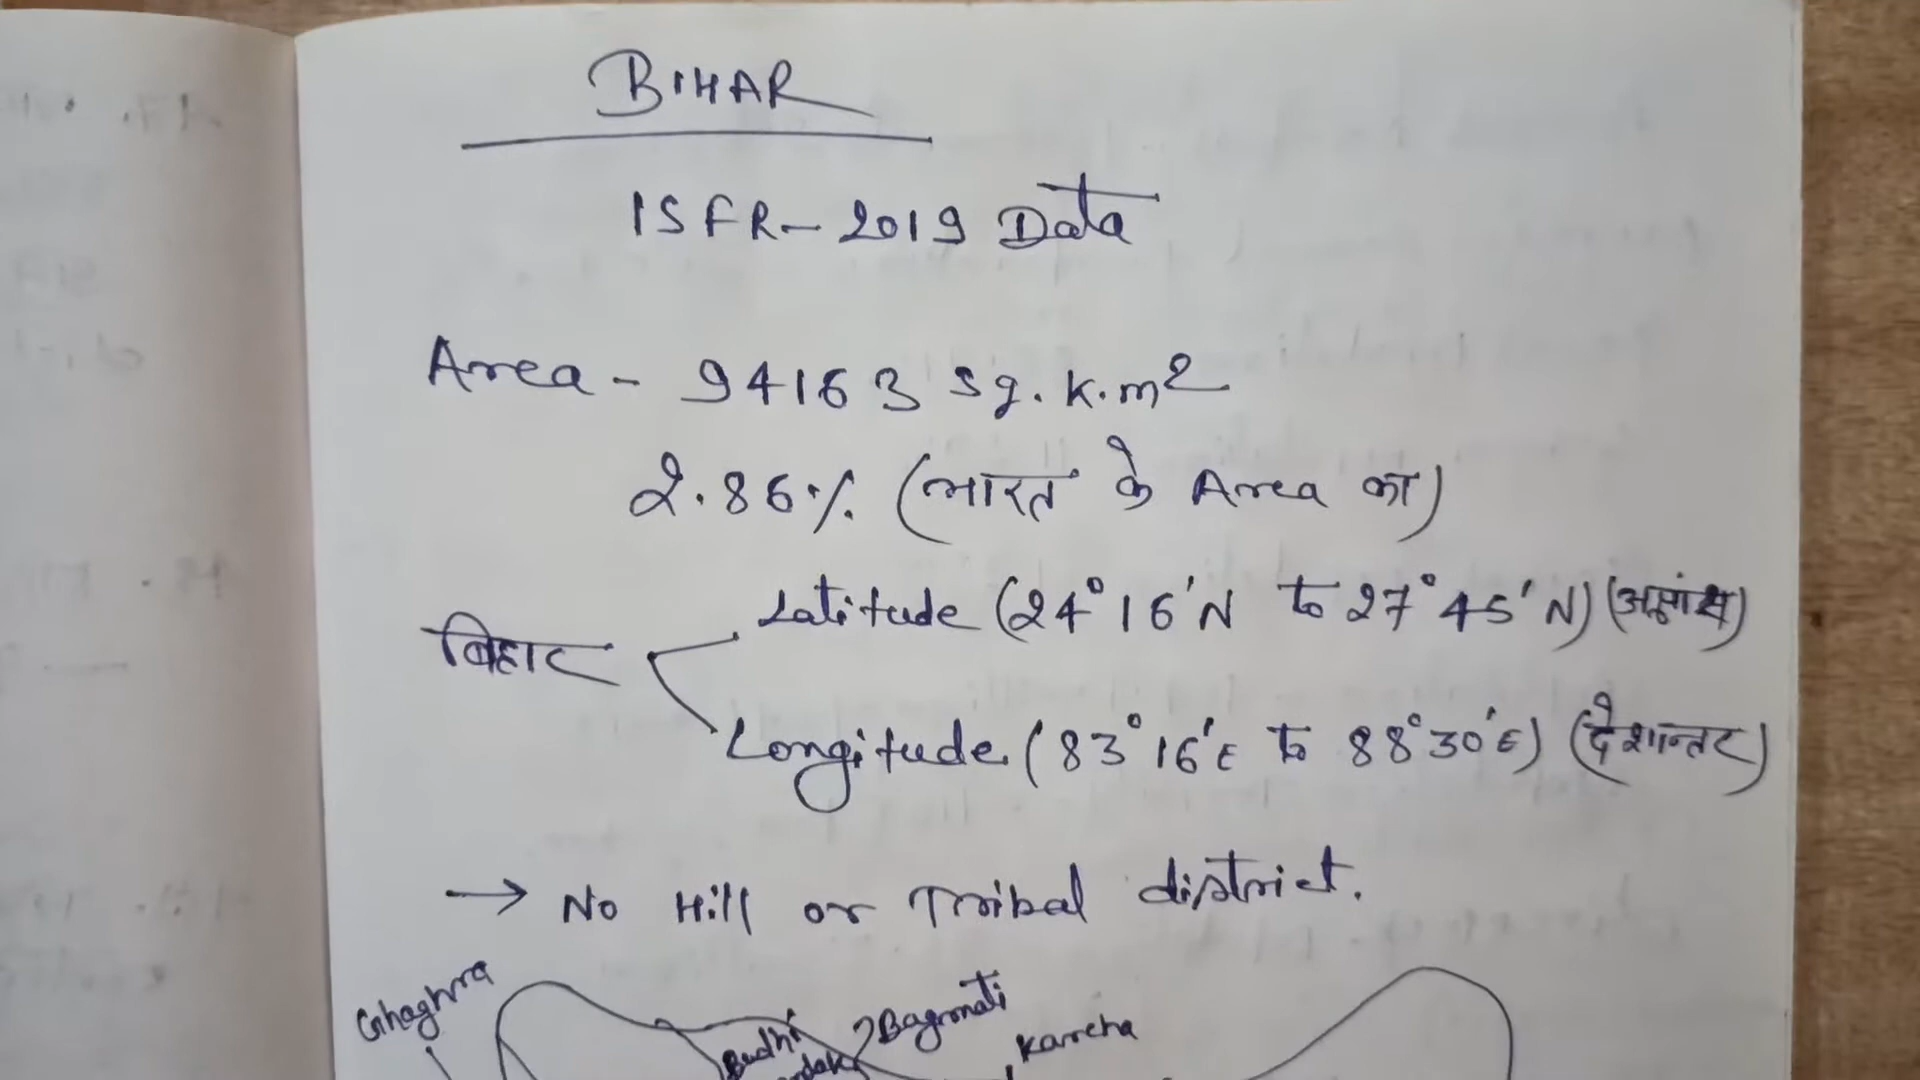 BIHAR
ISFR-2019 Data
Area - 94163 sq. k.m²
2.86% (भारत के Area का)
बिहार
Latitude (24°16'N to 27°45'N) (अक्षांश)
Longitude (83°16'E to 88°30'E) (देशान्तर)
→ No Hill or Tribal district.
Ghaghra
Budhi
Bagmati
Kareha